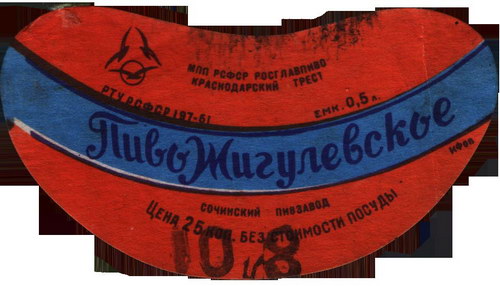 МПП РСФСР РОСГЛАВПИВО
КРАСНОДАРСКИЙ ТРЕСТ
РТУ РСФСР 197-61
ЕМК. 0,5 л.
Пиво Жигулевское
СОЧИНСКИЙ ПИВЗАВОД
ЦЕНА 25 КОП. БЕЗ СТОИМОСТИ ПОСУДЫ
10 8